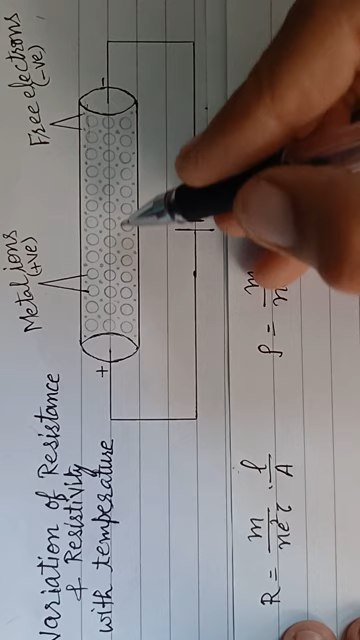 Variation of Resistance
& Resistivity
with temperature
Metal ions
(+ve)
Free electrons
(-ve)
+
-
R = m/ne²τ · l/A
ρ = m/n